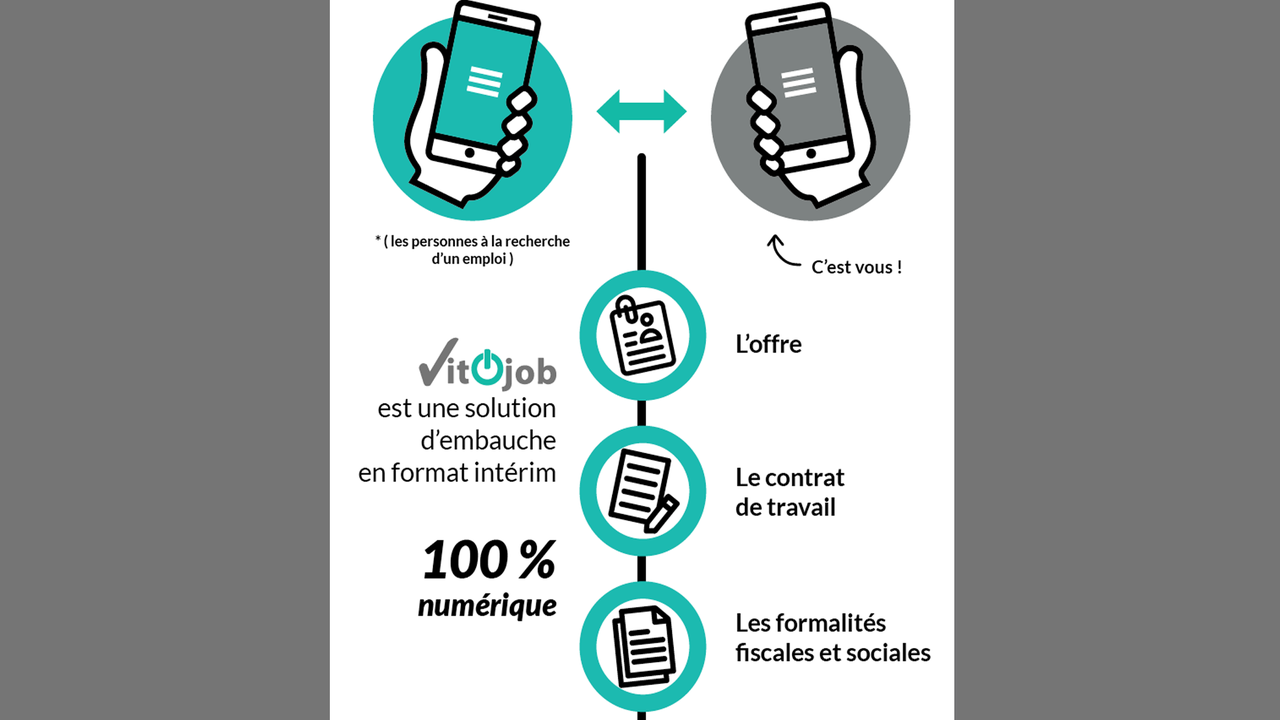 * ( les personnes à la recherche
d'un emploi )
C'est vous !
Vitojob
est une solution
d'embauche
en format intérim
100 %
numérique
L'offre
Le contrat
de travail
Les formalités
fiscales et sociales